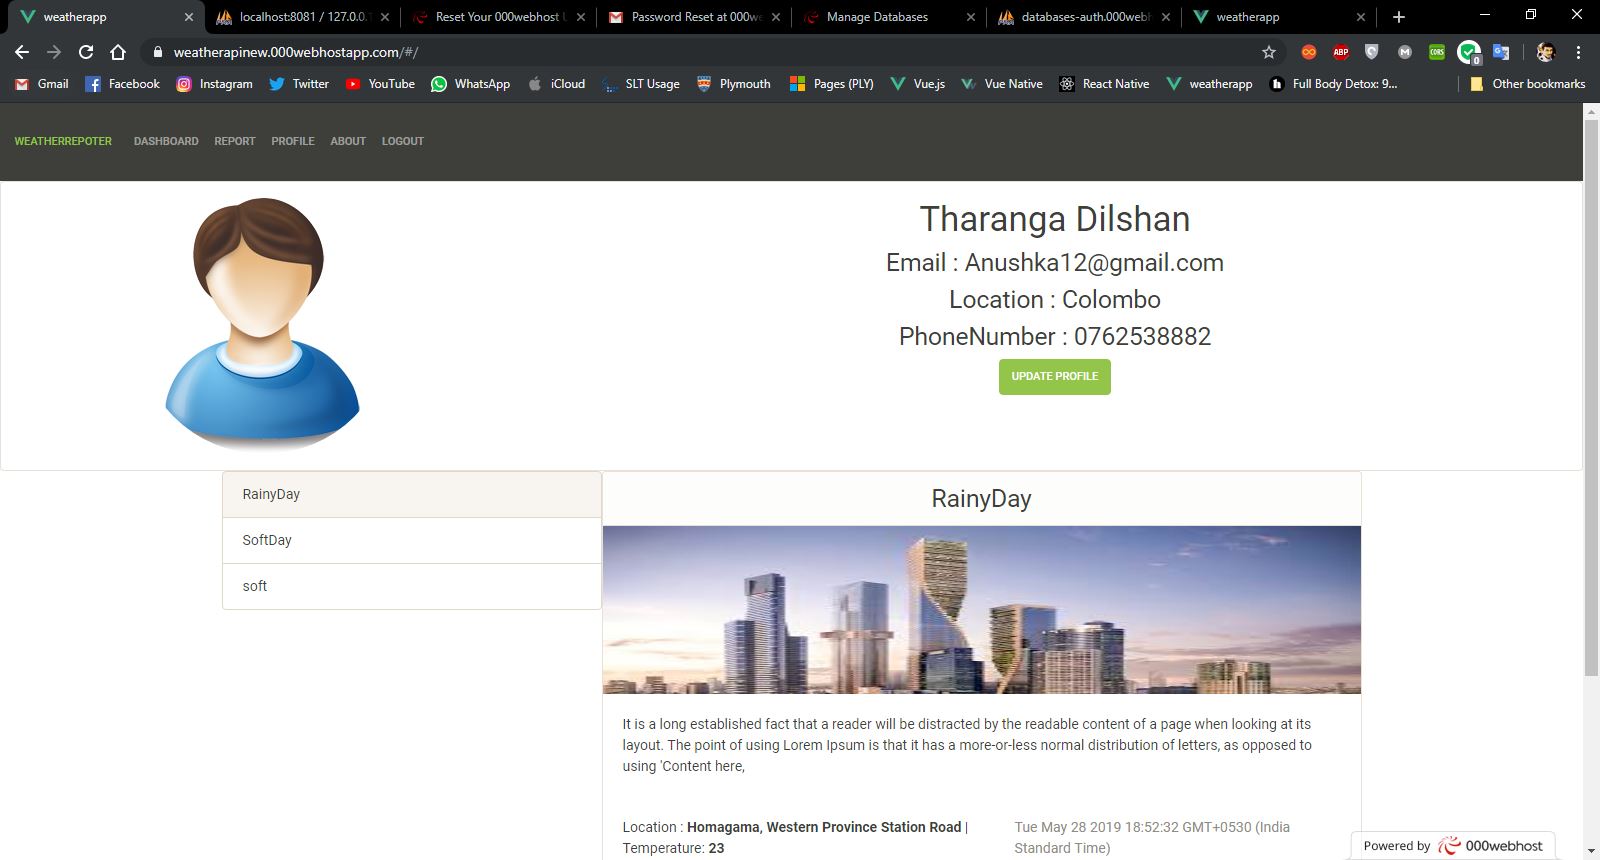 weatherapp
localhost:8081 / 127.0.0.1
Reset Your 000webhost
Password Reset at 000we
Manage Databases
databases-auth.000webh
weatherapp
weatherapinew.000webhostapp.com/#/
ABP
M
CORS
0
Gmail
Facebook
Instagram
Twitter
YouTube
WhatsApp
iCloud
SLT Usage
Plymouth
Pages (PLY)
Vue.js
Vue Native
React Native
weatherapp
h
Full Body Detox: 9...
Other bookmarks
WEATHERREPOTER
DASHBOARD
REPORT
PROFILE
ABOUT
LOGOUT
Tharanga Dilshan
Email : Anushka12@gmail.com
Location : Colombo
PhoneNumber : 0762538882
UPDATE PROFILE
RainyDay
SoftDay
soft
RainyDay
It is a long established fact that a reader will be distracted by the readable content of a page when looking at its
layout. The point of using Lorem Ipsum is that it has a more-or-less normal distribution of letters, as opposed to
using 'Content here,
Location : Homagama, Western Province Station Road |
Temperature: 23
Tue May 28 2019 18:52:32 GMT+0530 (India
Standard Time)
Powered by 000webhost